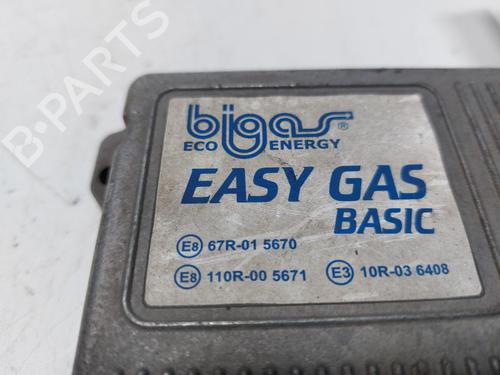 bigas®
ECO ENERGY
EASY GAS
BASIC
E8 67R-01 5670
E8 110R-00 5671 E3 10R-03 6408
B-PARTS